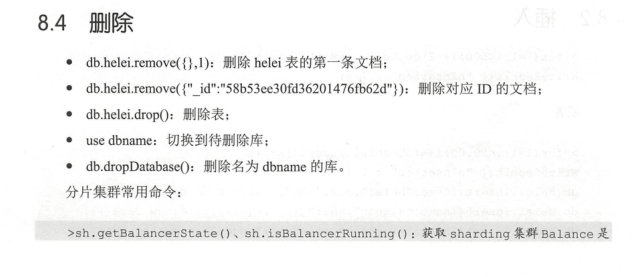 8.4 删除
• db.helei.remove({},1)：删除 helei 表的第一条文档；
• db.helei.remove({"_id":"58b53ee30fd36201476fb62d"})：删除对应 ID 的文档；
• db.helei.drop()：删除表；
• use dbname：切换到待删除库；
• db.dropDatabase()：删除名为 dbname 的库。
分片集群常用命令：
>sh.getBalancerState()、sh.isBalancerRunning()：获取 sharding 集群 Balance 是